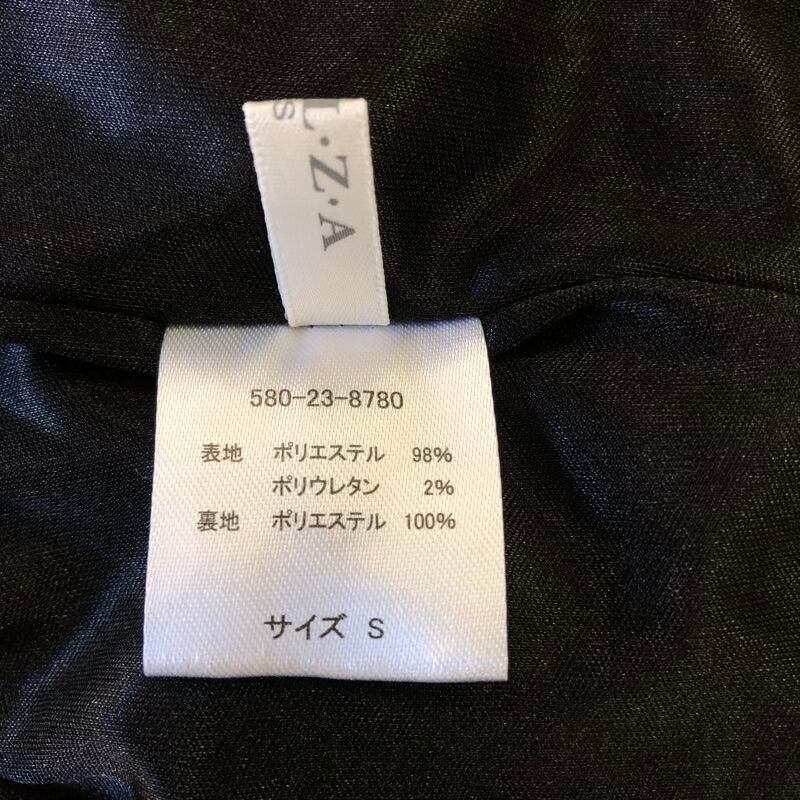 L・Z・A
S
580-23-8780
表地 ポリエステル 98%
ポリウレタン 2%
裏地 ポリエステル 100%
サイズ S